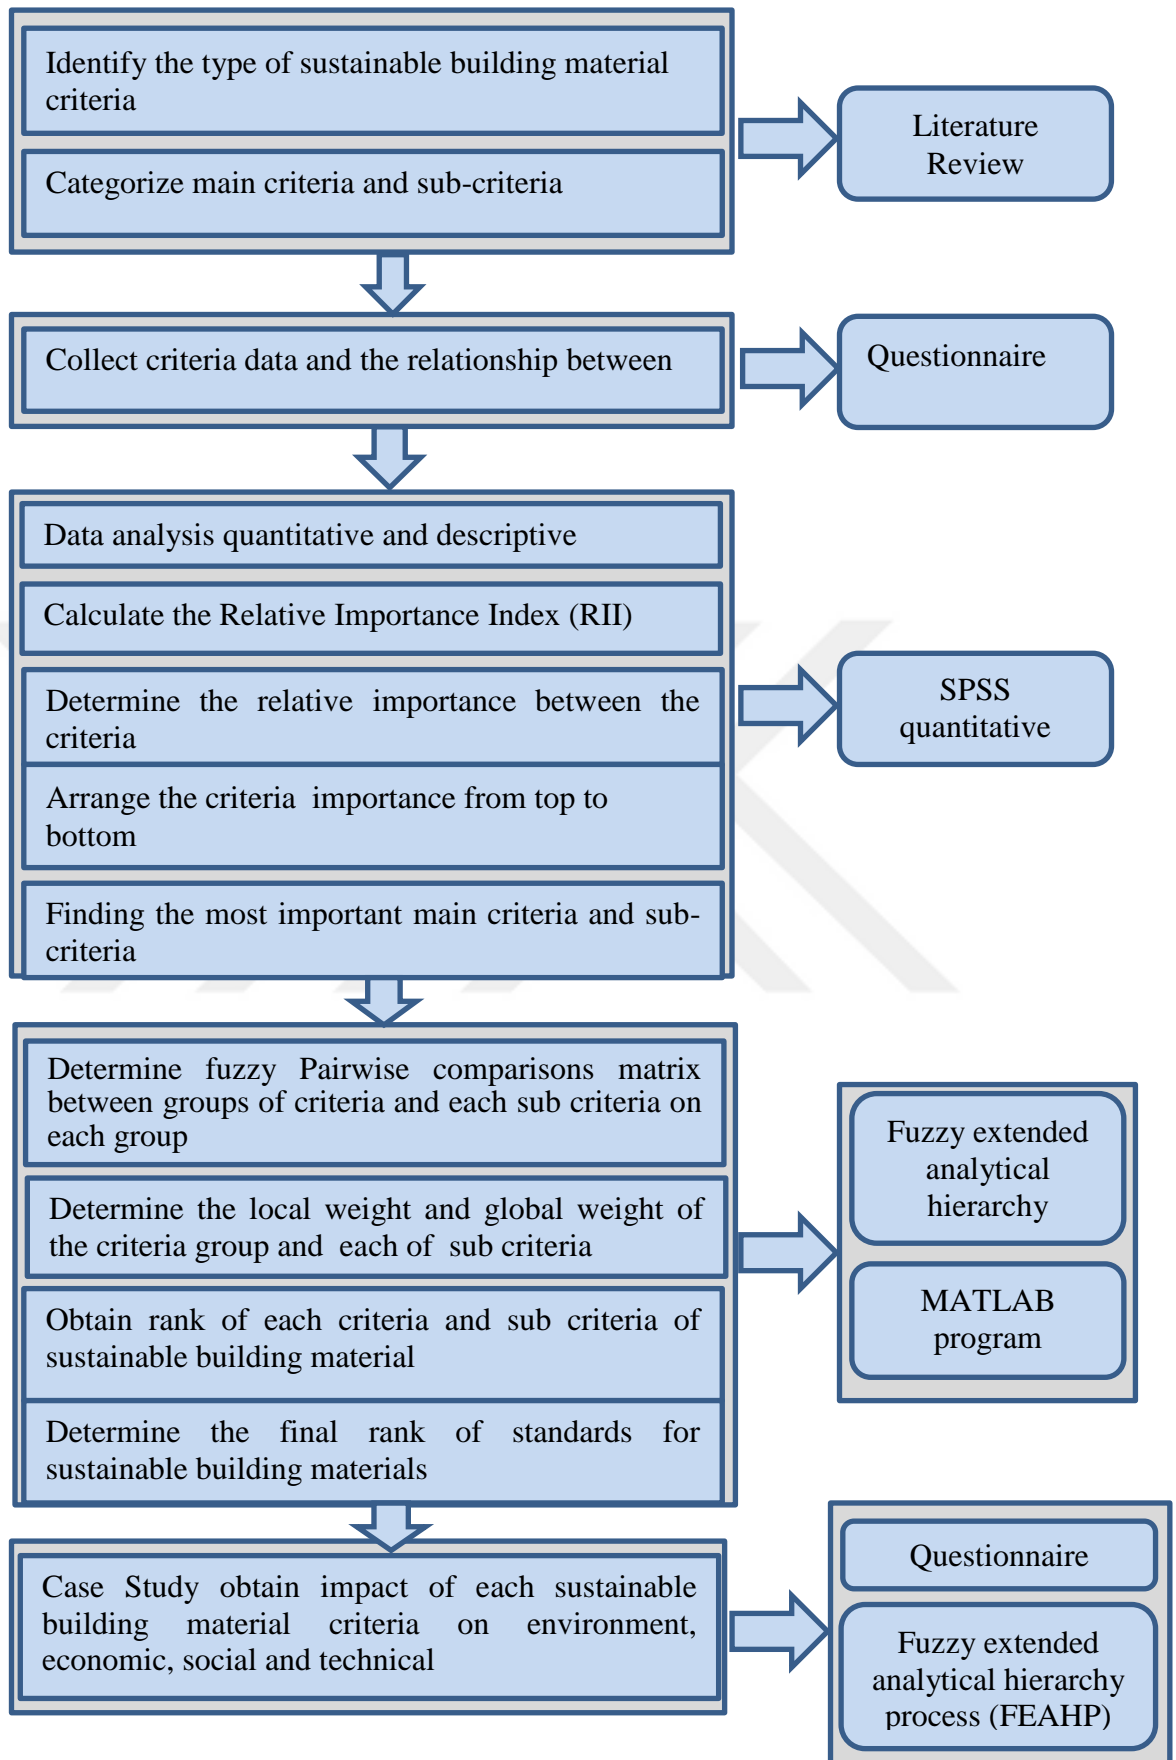 Identify the type of sustainable building material
criteria
Categorize main criteria and sub-criteria
Literature
Review
Collect criteria data and the relationship between
Questionnaire
Data analysis quantitative and descriptive
Calculate the Relative Importance Index (RII)
Determine the relative importance between the
criteria
Arrange the criteria importance from top to
bottom
Finding the most important main criteria and sub-
criteria
SPSS
quantitative
Determine fuzzy Pairwise comparisons matrix
between groups of criteria and each sub criteria on
each group
Determine the local weight and global weight of
the criteria group and each of sub criteria
Obtain rank of each criteria and sub criteria of
sustainable building material
Determine the final rank of standards for
sustainable building materials
Fuzzy extended
analytical
hierarchy
MATLAB
program
Case Study obtain impact of each sustainable
building material criteria on environment,
economic, social and technical
Questionnaire
Fuzzy extended
analytical hierarchy
process (FEAHP)